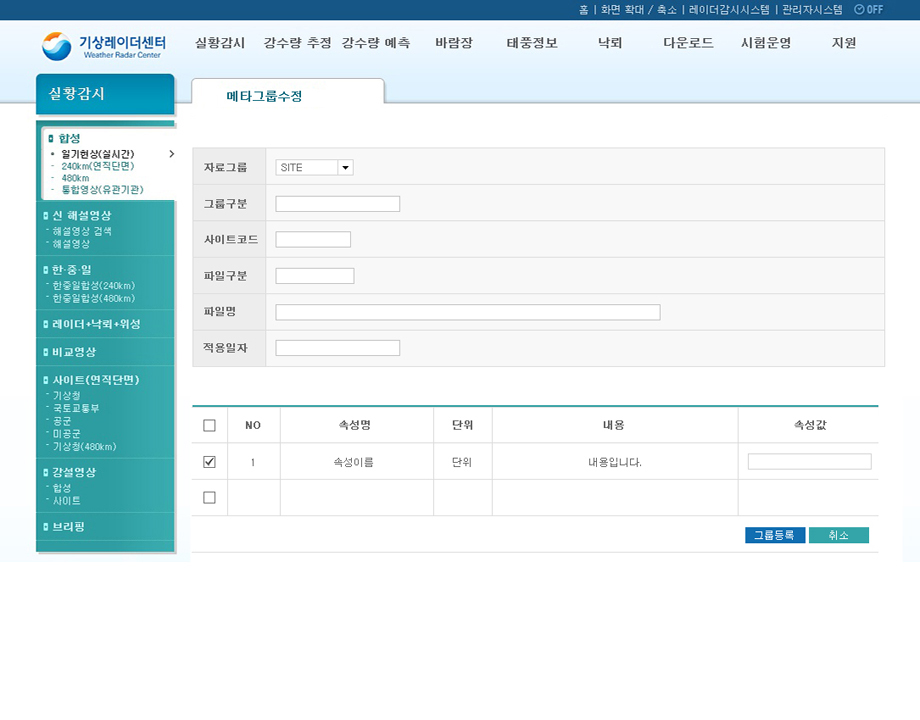 홈 | 화면 확대 / 축소 | 레이더감시시스템 | 관리자시스템 OFF
기상레이더센터
Weather Radar Center
실황감시 강수량 추정 강수량 예측 바람장 태풍정보 낙뢰 다운로드 시험운영 지원
실황감시
메타그룹수정
합성
일기현상(실시간)
- 240km(연직단면)
- 480km
- 통합영상(유관기관)
신 해설영상
- 해설영상 검색
- 해설영상
한·중·일
- 한중일합성(240km)
- 한중일합성(480km)
레이더+낙뢰+위성
비교영상
사이트(연직단면)
- 기상청
- 국토교통부
- 공군
- 미공군
- 기상청(480km)
강설영상
- 합성
- 사이트
브리핑
자료그룹 SITE
그룹구분
사이트코드
파일구분
파일명
적용일자
NO 속성명 단위 내용 속성값
1 속성이름 단위 내용입니다.
그룹등록 취소